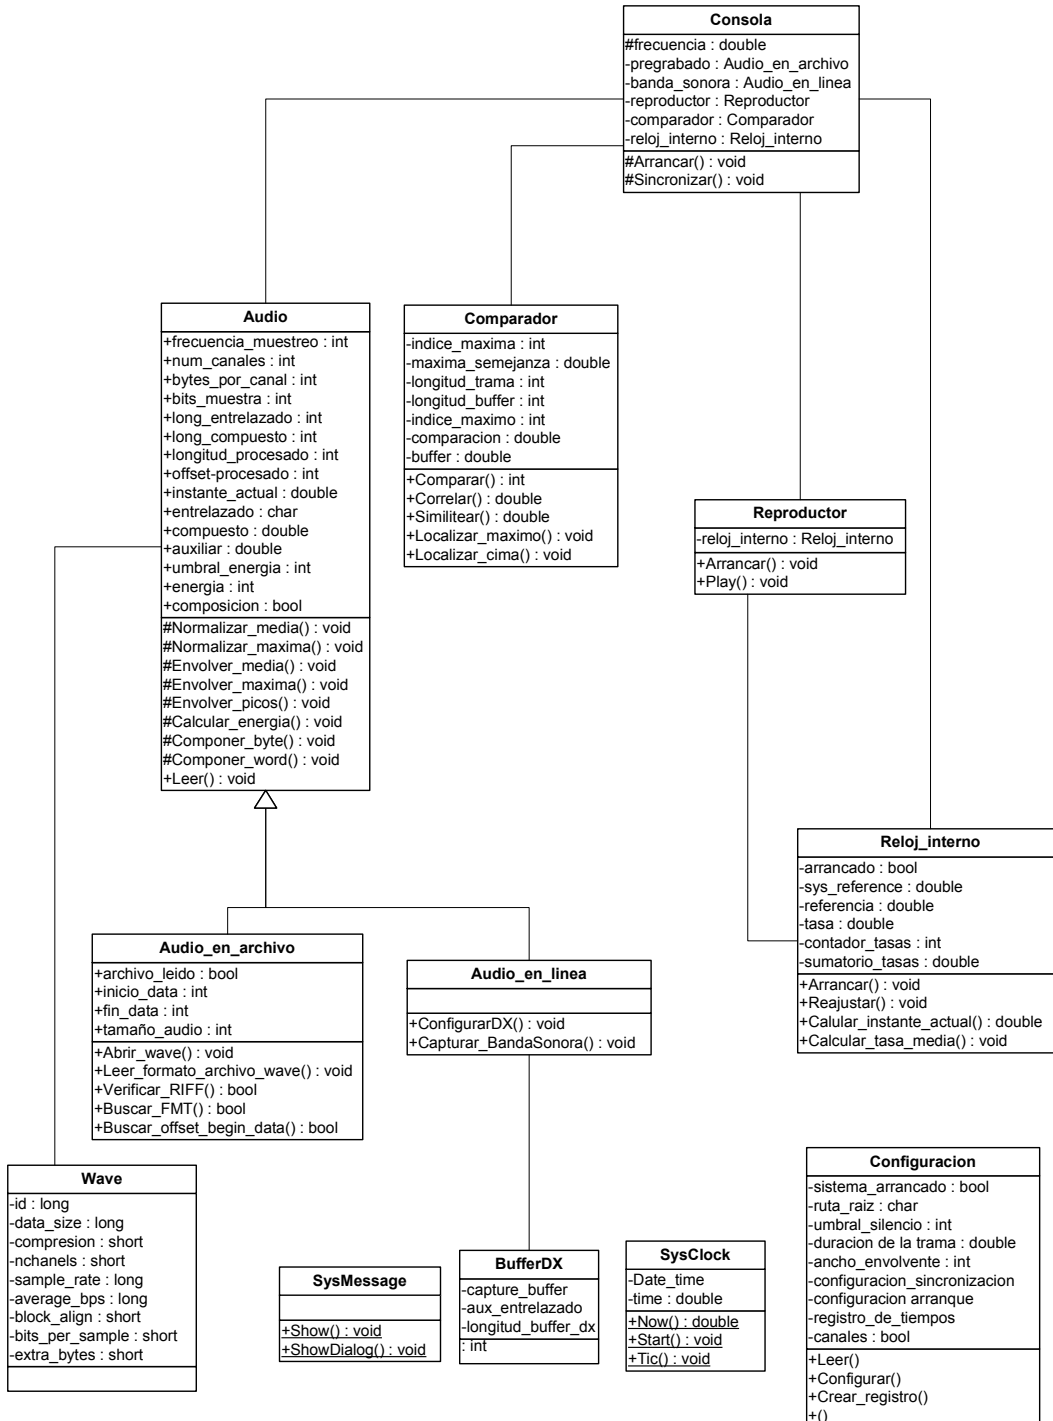 Consola
#frecuencia : double
-pregrabado : Audio_en_archivo
-banda_sonora : Audio_en_linea
-reproductor : Reproductor
-comparador : Comparador
-reloj_interno : Reloj_interno
#Arrancar() : void
#Sincronizar() : void
Audio
+frecuencia_muestreo : int
+num_canales : int
+bytes_por_canal : int
+bits_muestra : int
+long_entrelazado : int
+long_compuesto : int
+longitud_procesado : int
+offset-procesado : int
+instante_actual : double
+entrelazado : char
+compuesto : double
+auxiliar : double
+umbral_energia : int
+energia : int
+composicion : bool
#Normalizar_media() : void
#Normalizar_maxima() : void
#Envolver_media() : void
#Envolver_maxima() : void
#Envolver_picos() : void
#Calcular_energia() : void
#Componer_byte() : void
#Componer_word() : void
+Leer() : void
Comparador
-indice_maxima : int
-maxima_semejanza : double
-longitud_trama : int
-longitud_buffer : int
-indice_maximo : int
-comparacion : double
-buffer : double
+Comparar() : int
+Correlar() : double
+Similitear() : double
+Localizar_maximo() : void
+Localizar_cima() : void
Reproductor
-reloj_interno : Reloj_interno
+Arrancar() : void
+Play() : void
Reloj_interno
-arrancado : bool
-sys_reference : double
-referencia : double
-tasa : double
-contador_tasas : int
-sumatorio_tasas : double
+Arrancar() : void
+Reajustar() : void
+Calular_instante_actual() : double
+Calcular_tasa_media() : void
Audio_en_archivo
+archivo_leido : bool
+inicio_data : int
+fin_data : int
+tamaño_audio : int
+Abrir_wave() : void
+Leer_formato_archivo_wave() : void
+Verificar_RIFF() : bool
+Buscar_FMT() : bool
+Buscar_offset_begin_data() : bool
Audio_en_linea
+ConfigurarDX() : void
+Capturar_BandaSonora() : void
Wave
-id : long
-data_size : long
-compresion : short
-nchanels : short
-sample_rate : long
-average_bps : long
-block_align : short
-bits_per_sample : short
-extra_bytes : short
SysMessage
+Show() : void
+ShowDialog() : void
BufferDX
-capture_buffer
-aux_entrelazado
-longitud_buffer_dx
: int
SysClock
-Date_time
-time : double
+Now() : double
+Start() : void
+Tic() : void
Configuracion
-sistema_arrancado : bool
-ruta_raiz : char
-umbral_silencio : int
-duracion de la trama : double
-ancho_envolvente : int
-configuracion_sincronizacion
-configuracion arranque
-registro_de_tiempos
-canales : bool
+Leer()
+Configurar()
+Crear_registro()
+()